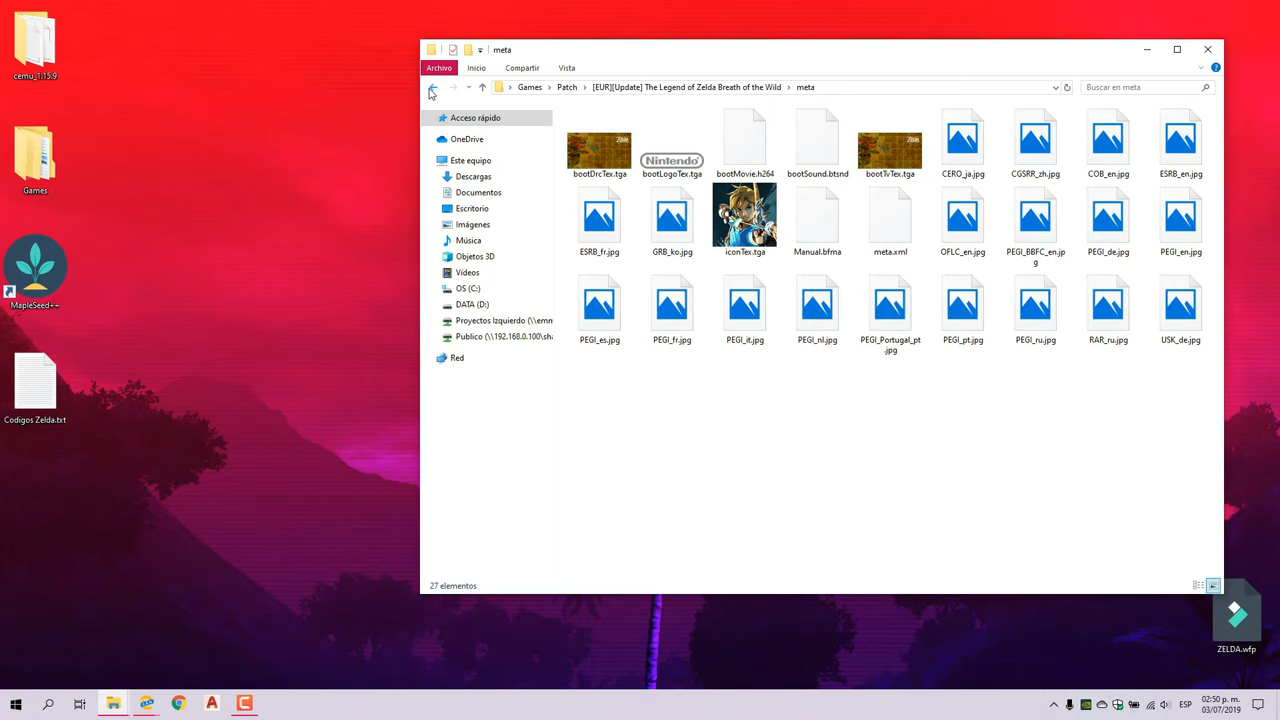 cemu_1.15.9
Games
MapleSeed++
Codigos Zelda.txt
meta
Archivo Inicio Compartir Vista
Games > Patch > [EUR][Update] The Legend of Zelda Breath of the Wild > meta
Buscar en meta
Acceso rápido
OneDrive
Este equipo
Descargas
Documentos
Escritorio
Imágenes
Música
Objetos 3D
Vídeos
OS (C:)
DATA (D:)
Proyectos Izquierdo (\\emm
Publico (\\192.168.0.100\sha
Red
ZELDA
Nintendo
ZELDA
bootDrcTex.tga bootLogoTex.tga bootMovie.h264 bootSound.btsnd bootTvTex.tga CERO_ja.jpg CGSRR_zh.jpg COB_en.jpg ESRB_en.jpg
ESRB_fr.jpg GRB_ko.jpg iconTex.tga Manual.bfma meta.xml OFLC_en.jpg PEGI_BBFC_en.jp
g PEGI_de.jpg PEGI_en.jpg
PEGI_es.jpg PEGI_fr.jpg PEGI_it.jpg PEGI_nl.jpg PEGI_Portugal_pt
.jpg PEGI_pt.jpg PEGI_ru.jpg RAR_ru.jpg USK_de.jpg
27 elementos
ZELDA.wfp
ESP
02:50 p. m.
03/07/2019